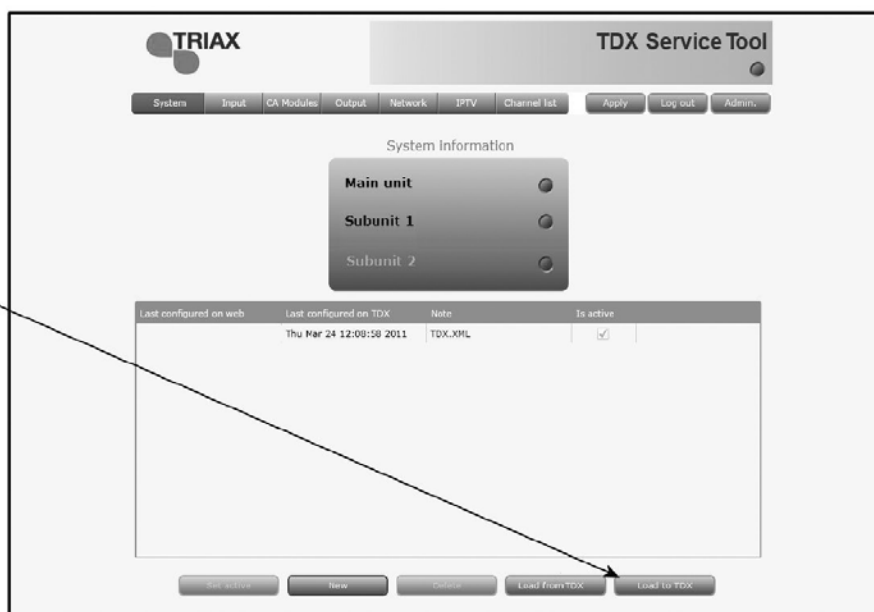 TRIAX
TDX Service Tool
System Input CA Modules Output Network IPTV Channel list Apply Log out Admin.
System Information
Main unit
Subunit 1
Subunit 2
Last configured on web Last configured on TDX Note Is active
Thu Mar 24 12:08:58 2011 TDX.XML
Set active New Delete Load from TDX Load to TDX